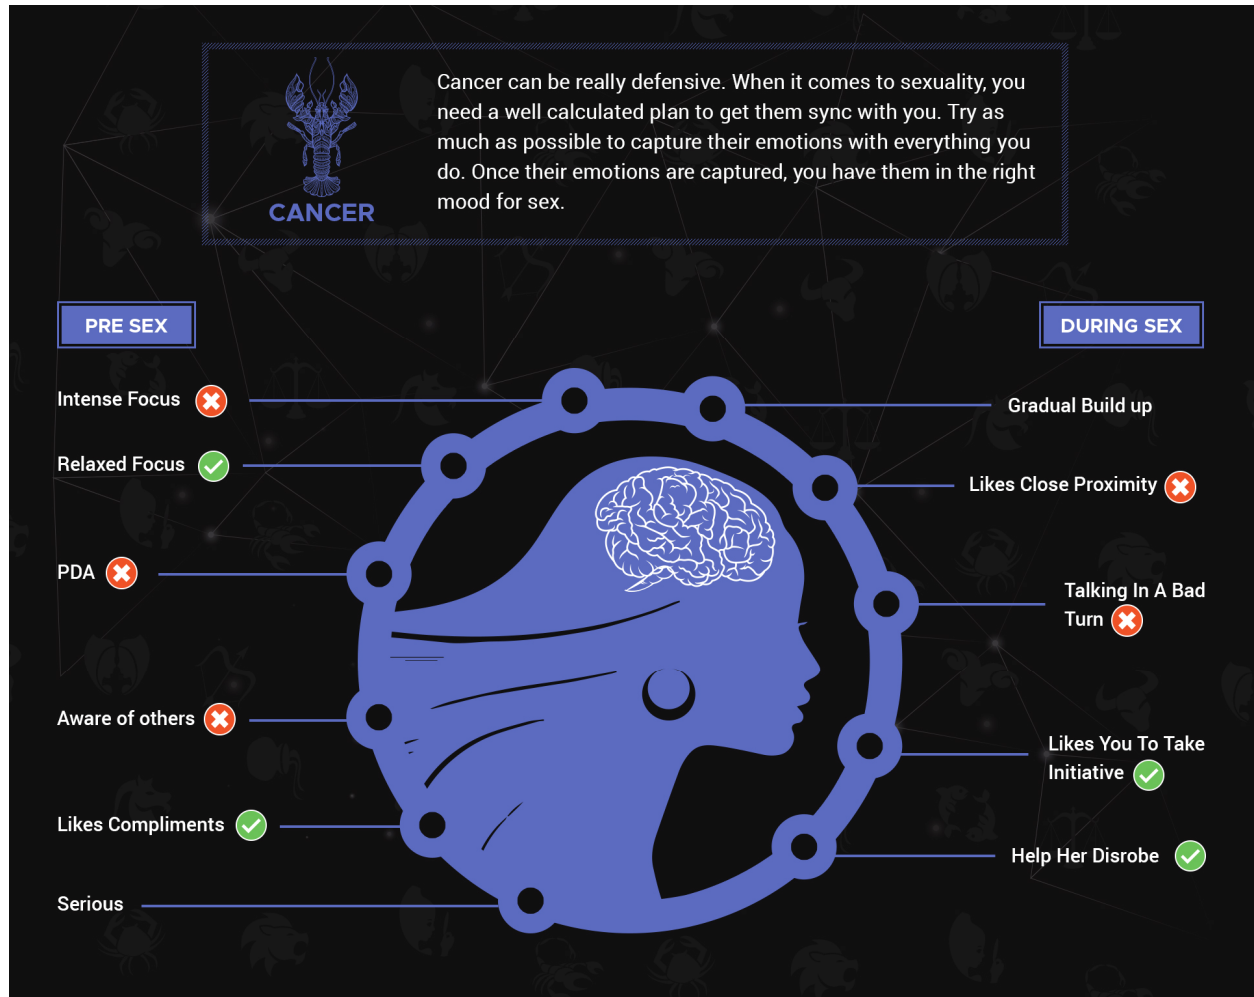 Cancer can be really defensive. When it comes to sexuality, you
need a well calculated plan to get them sync with you. Try as
much as possible to capture their emotions with everything you
do. Once their emotions are captured, you have them in the right
mood for sex.
CANCER
PRE SEX
Intense Focus
Relaxed Focus
PDA
Aware of others
Likes Compliments
Serious
DURING SEX
Gradual Build up
Likes Close Proximity
Talking In A Bad
Turn
Likes You To Take
Initiative
Help Her Disrobe